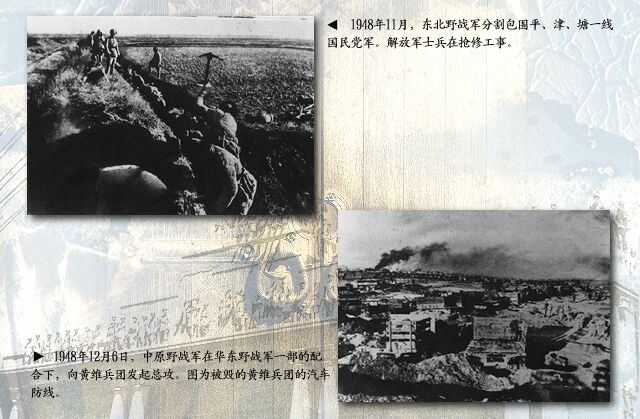 ◀ 1948年11月，东北野战军分割包围平、津、塘一线
国民党军。解放军士兵在抢修工事。
▶ 1948年12月6日，中原野战军在华东野战军一部的配
合下，向黄维兵团发起总攻。图为被毁的黄维兵团的汽车
防线。